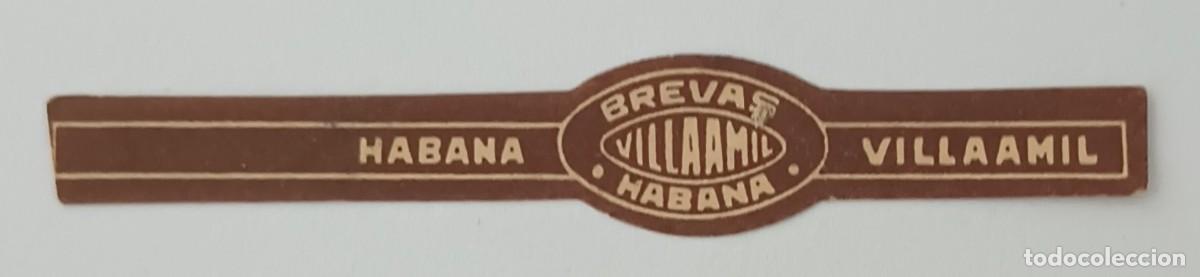 HABANA
BREVAS
VILLAAMIL
HABANA
VILLAAMIL
todocoleccion